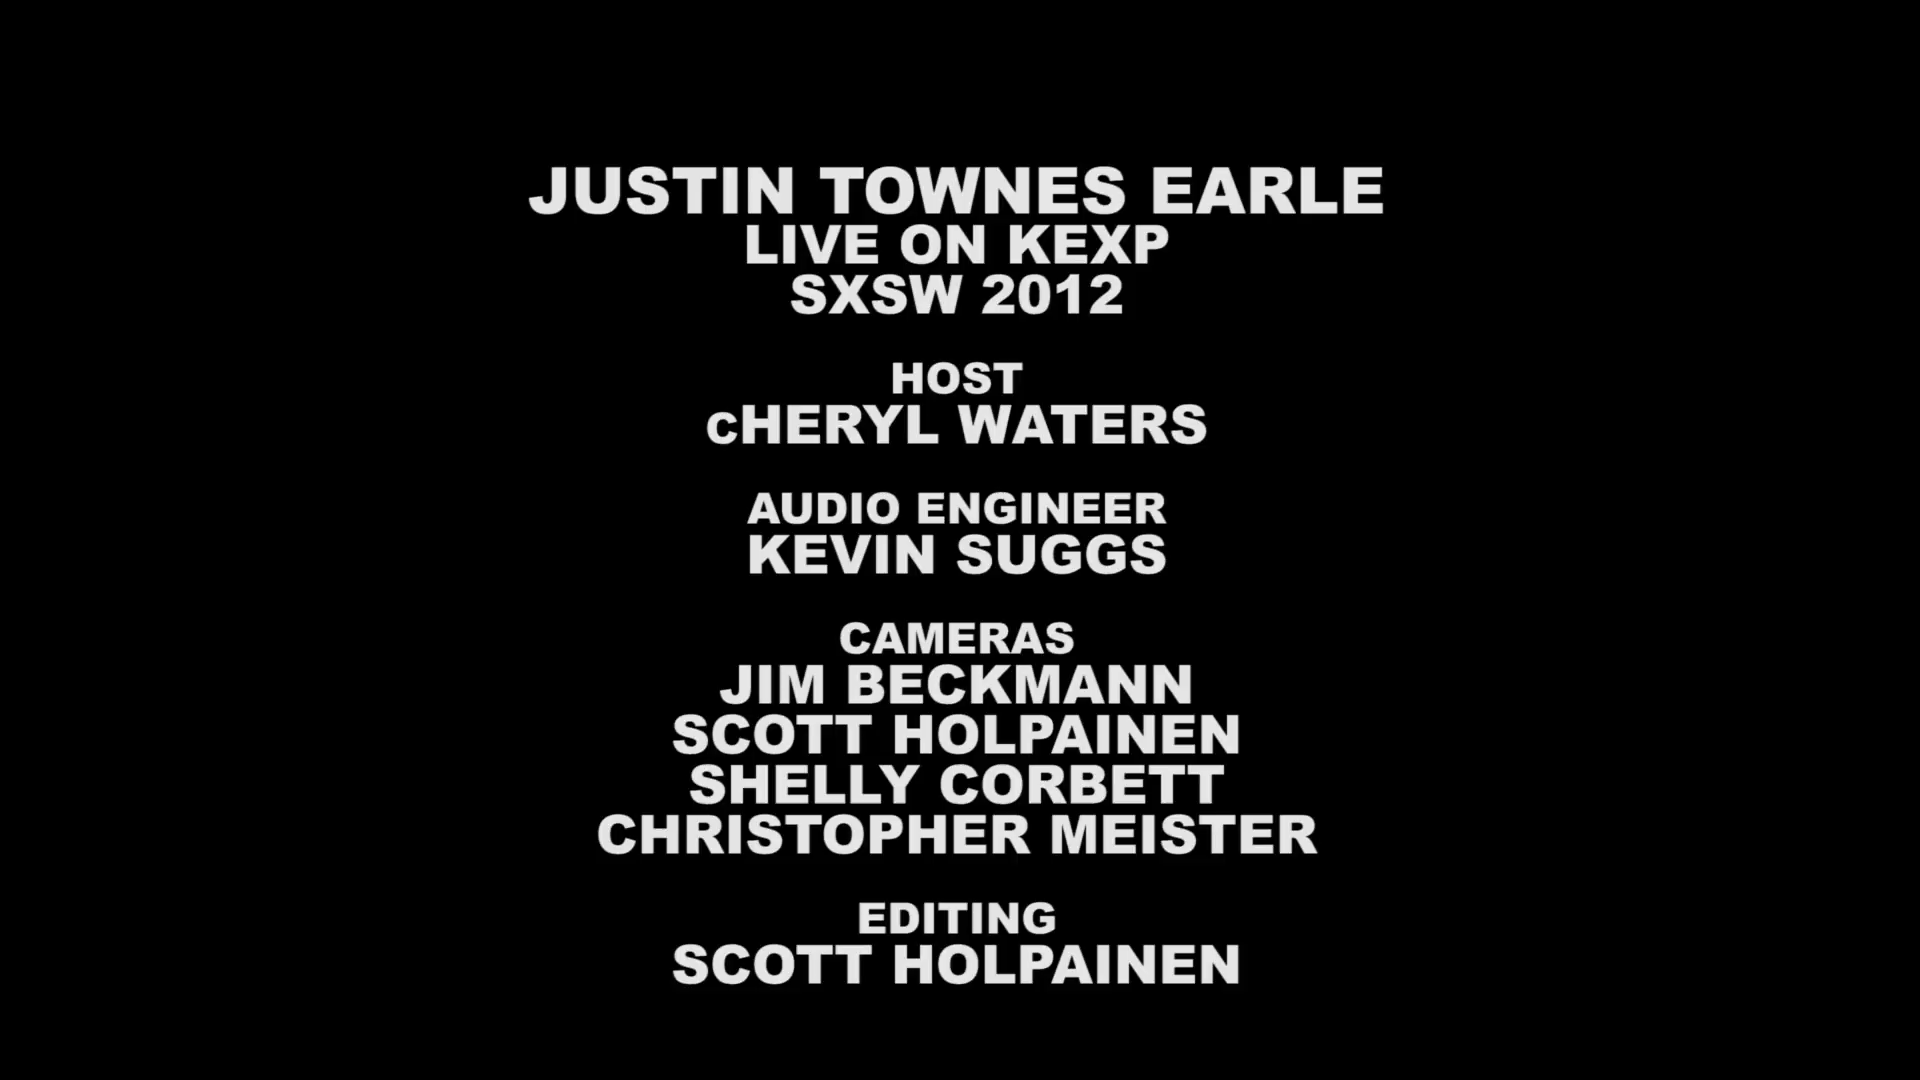 JUSTIN TOWNES EARLE
LIVE ON KEXP
SXSW 2012
HOST
cHERYL WATERS
AUDIO ENGINEER
KEVIN SUGGS
CAMERAS
JIM BECKMANN
SCOTT HOLPAINEN
SHELLY CORBETT
CHRISTOPHER MEISTER
EDITING
SCOTT HOLPAINEN